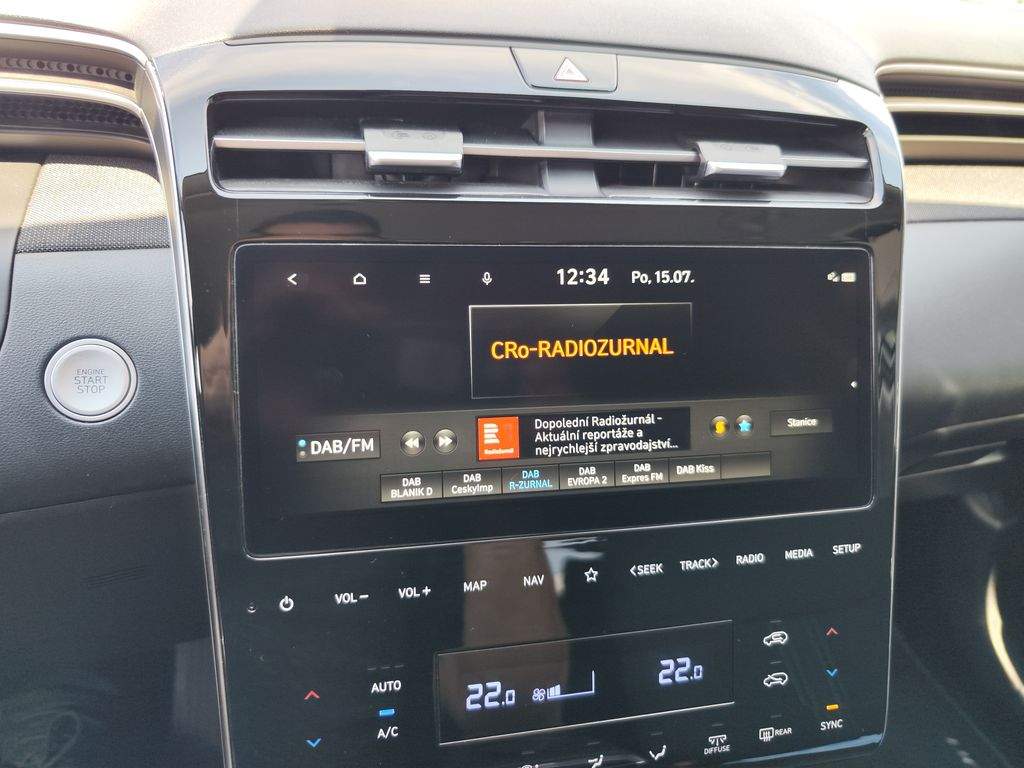 12:34 Po, 15.07.
CRo-RADIOZURNAL
ENGINE
START
STOP
DAB/FM
Radiožurnál
Dopolední Radiožurnál -
Aktuální reportáže a
nejrychlejší zpravodajství...
S
Stanice
DAB
BLANIK D
DAB
CeskyImp
DAB
R-ZURNAL
DAB
EVROPA 2
DAB
Expres FM
DAB Kiss
VOL-
VOL+
MAP
NAV
<SEEK
TRACK>
RADIO
MEDIA
SETUP
AUTO
A/C
22.0
22.0
DIFFUSE
REAR
SYNC